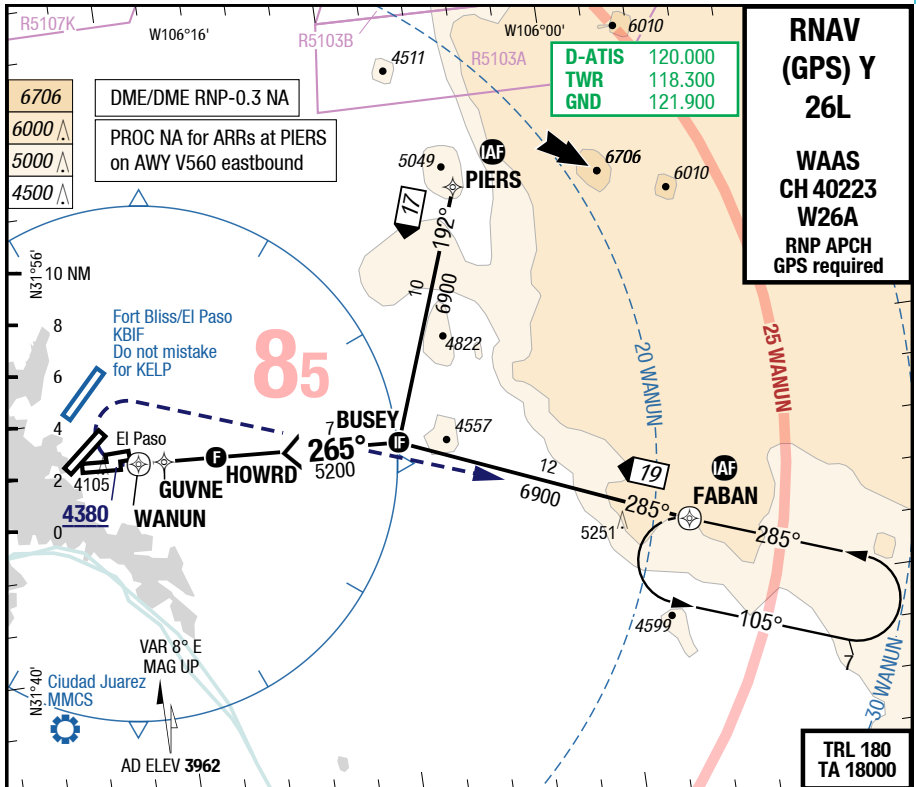 R5107K
W106°16'
R5103B
4511
R5103A
W106°00'
6010
D-ATIS 120.000
TWR 118.300
GND 121.900
RNAV
(GPS) Y
26L
WAAS
CH 40223
W26A
RNP APCH
GPS required
6706
6000
5000
4500
DME/DME RNP-0.3 NA
PROC NA for ARRs at PIERS
on AWY V560 eastbound
5049
IAF
PIERS
6706
6010
17
192°
N31°56'
10 NM
8
6
4
2
0
10
6900
Fort Bliss/El Paso
KBIF
Do not mistake
for KELP
85
4822
20 WANUN
25 WANUN
BUSEY
IF
4557
El Paso
7
265°
5200
F
HOWRD
GUVNE
WANUN
4105
4380
12
6900
19
IAF
FABAN
285°
5251
285°
105°
4599
7
30 WANUN
VAR 8° E
MAG UP
N31°40'
Ciudad Juarez
MMCS
AD ELEV 3962
TRL 180
TA 18000